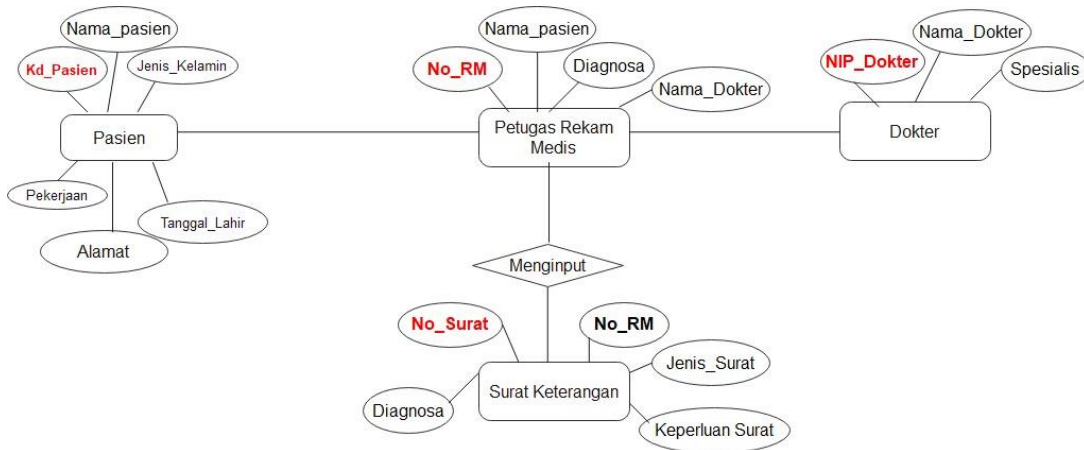 Nama_pasien
Kd_Pasien
Jenis_Kelamin
Pasien
Pekerjaan
Tanggal_Lahir
Alamat
Nama_pasien
No_RM
Diagnosa
Nama_Dokter
Petugas Rekam
Medis
Nama_Dokter
NIP_Dokter
Spesialis
Dokter
Menginput
No_Surat
No_RM
Jenis_Surat
Surat Keterangan
Diagnosa
Keperluan Surat